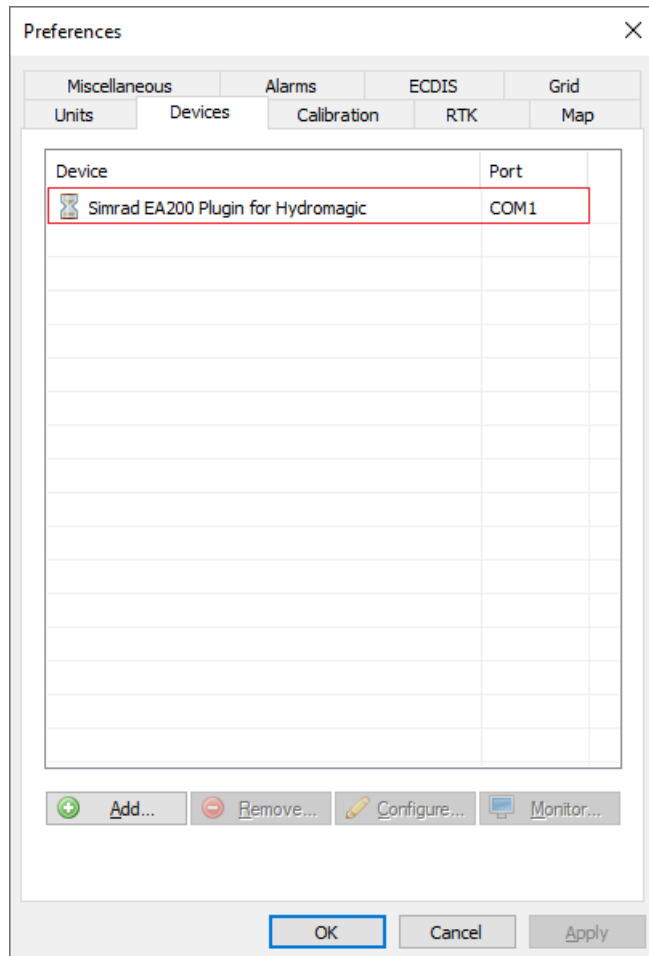 Preferences
Miscellaneous Alarms ECDIS Grid
Units Devices Calibration RTK Map
Device Port
Simrad EA200 Plugin for Hydromagic COM1
Add... Remove... Configure... Monitor...
OK Cancel Apply